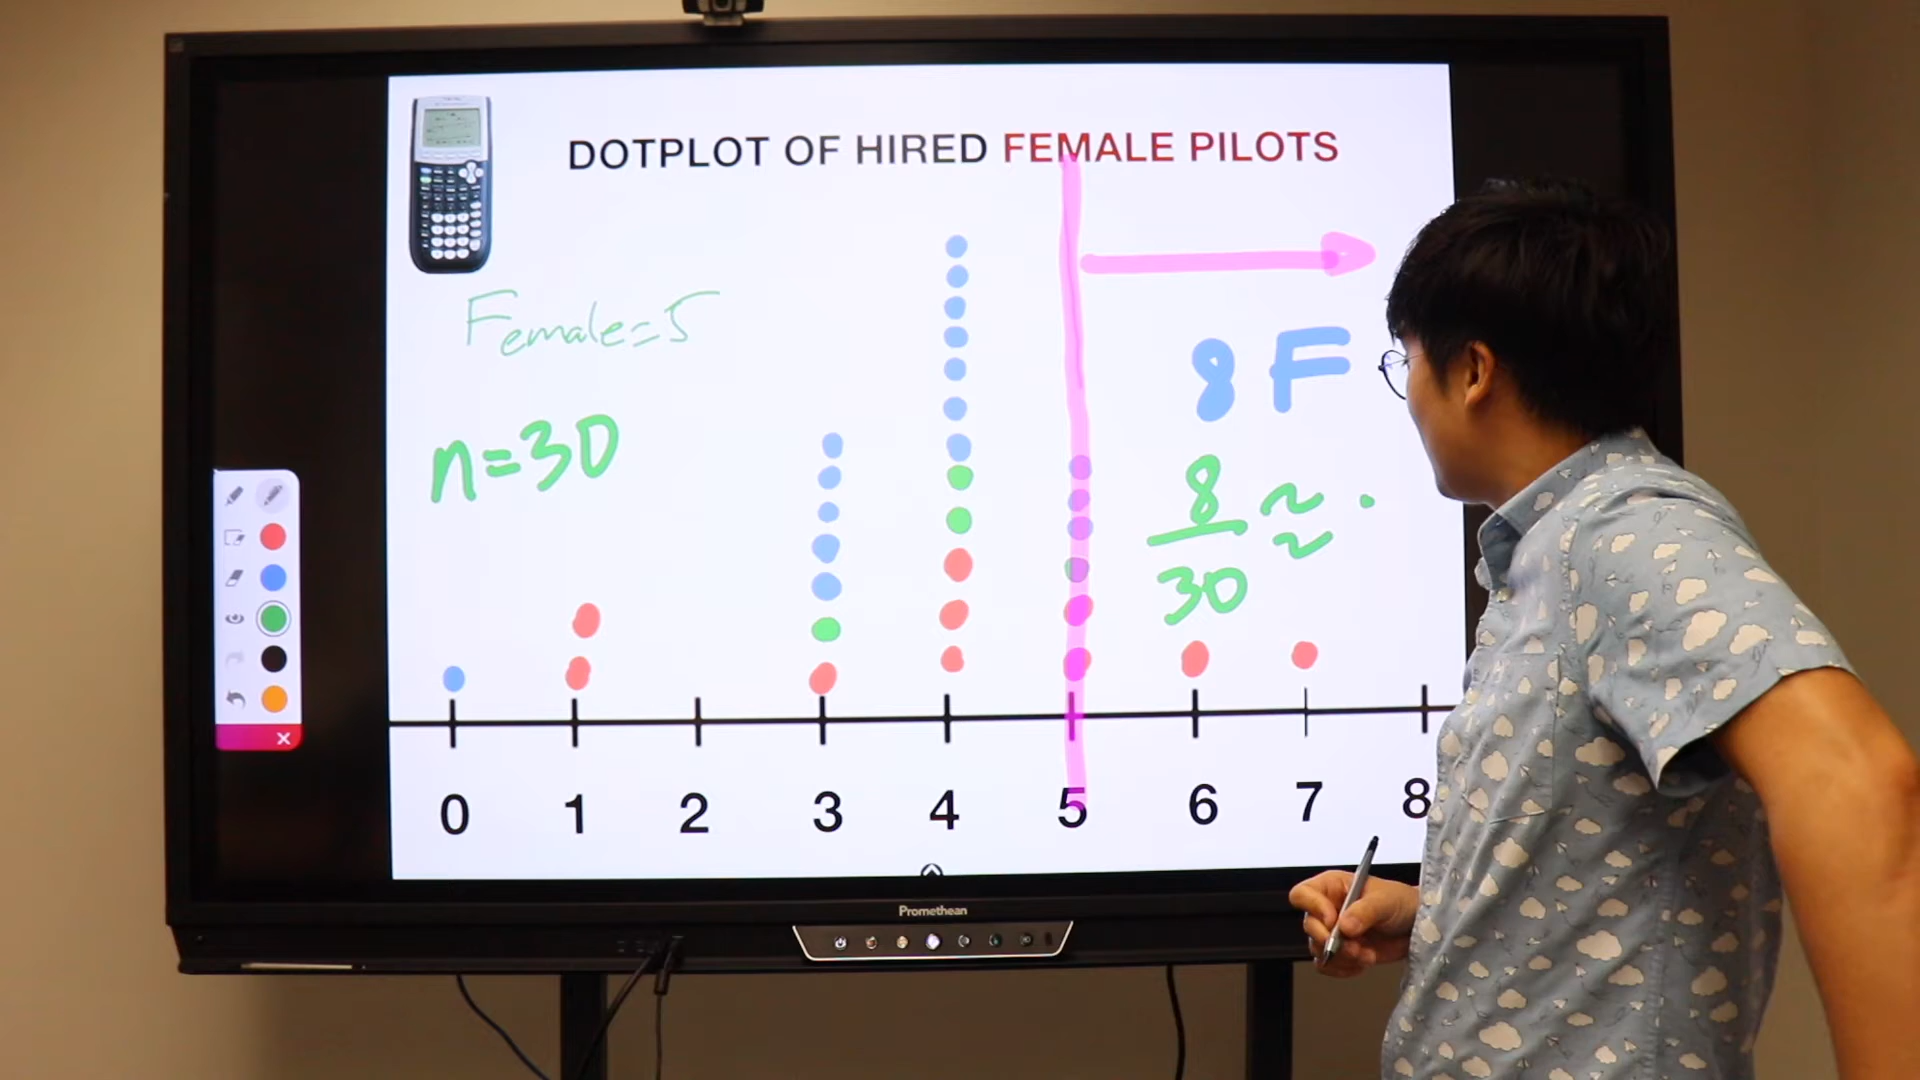 DOTPLOT OF HIRED FEMALE PILOTS
Female=5
8 F
n=30
8
30
≈ .
0 1 2 3 4 5 6 7 8
Promethean